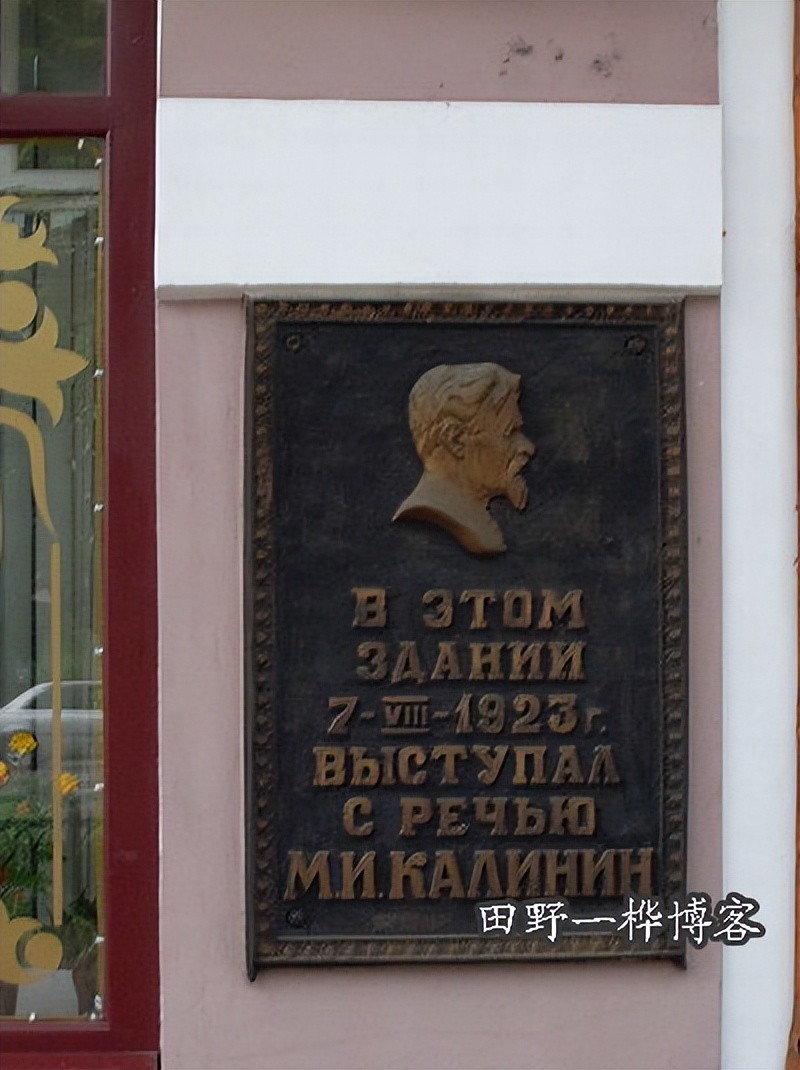 В ЭТОМ
ЗДАНИИ
7-VIII-1923г.
ВЫСТУПАЛ
С РЕЧЬЮ
М.И.КАЛИНИН
田野一桦博客